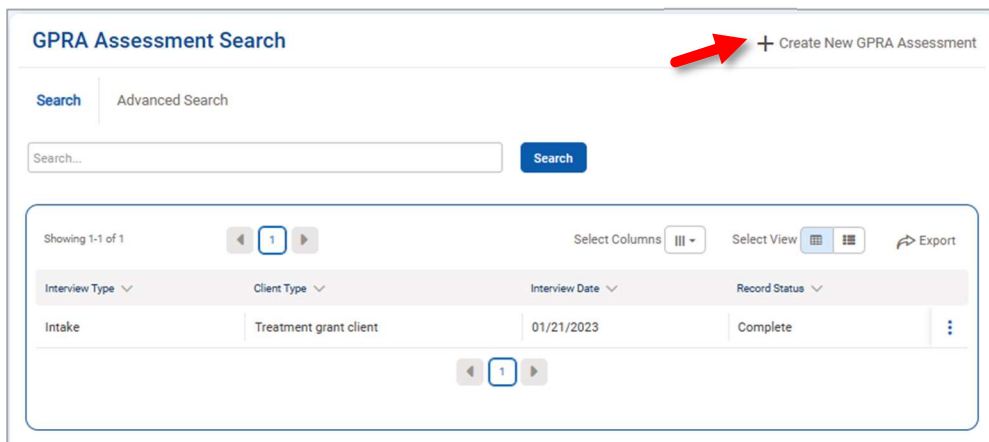 GPRA Assessment Search
+ Create New GPRA Assessment
Search Advanced Search
Search...
Search
Showing 1-1 of 1
1
Select Columns
Select View
Export
Interview Type Client Type Interview Date Record Status
Intake Treatment grant client 01/21/2023 Complete
1